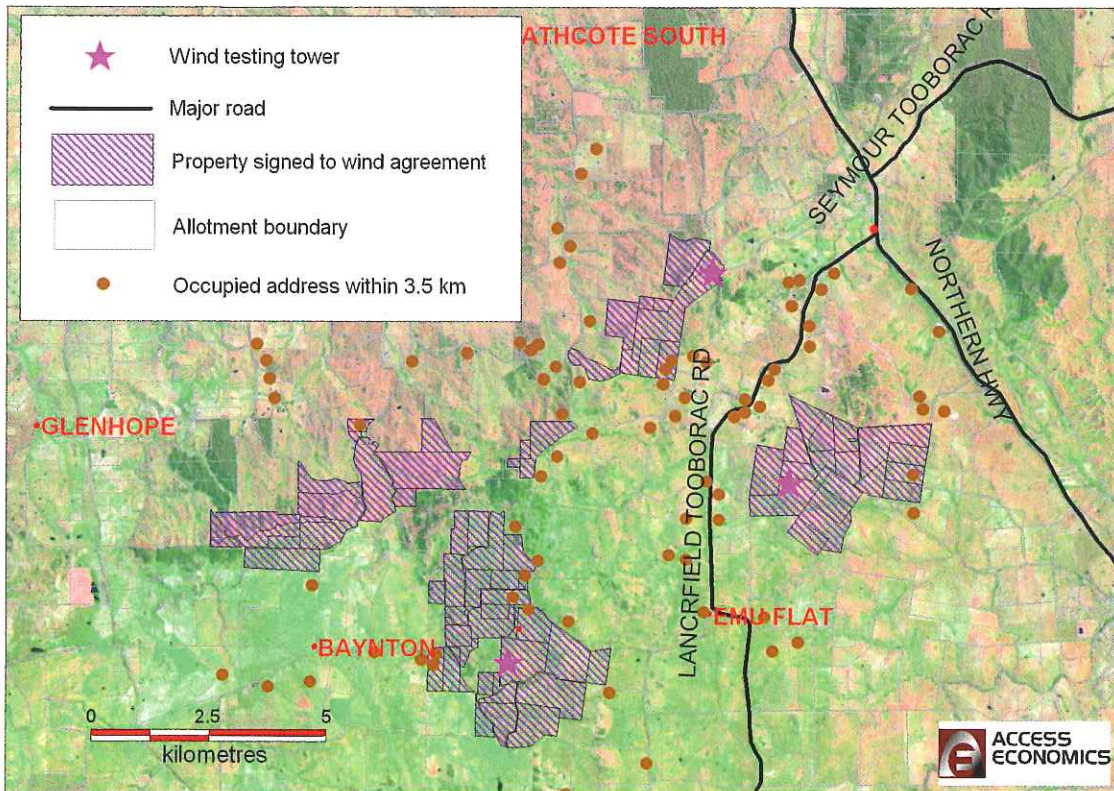 ATHCOTE SOUTH
Wind testing tower
Major road
Property signed to wind agreement
Allotment boundary
Occupied address within 3.5 km
SEYMOUR TOOBORAC R
NORTHERN HWY
LANCRFIELD TOOBORAC RD
GLENHOPE
EMU FLAT
BAYNTON
0 2.5 5
kilometres
ACCESS
ECONOMICS